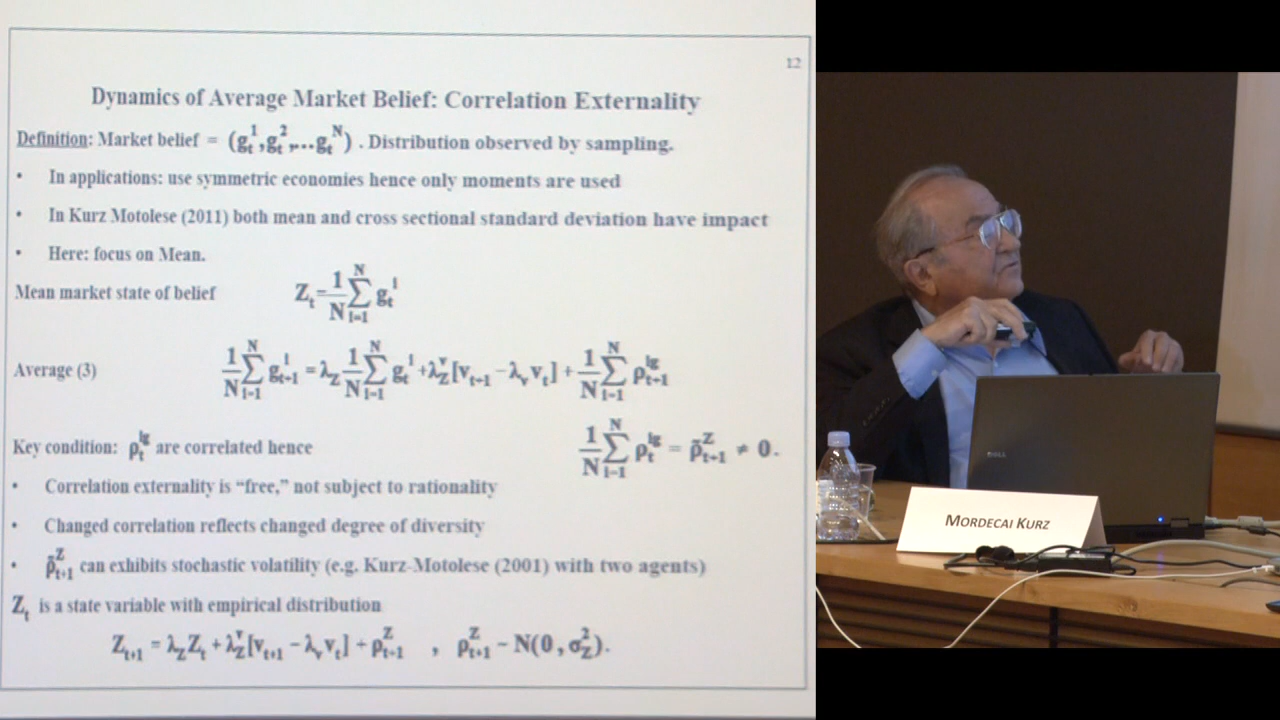 12
Dynamics of Average Market Belief: Correlation Externality
Definition: Market belief = (g_t^1, g_t^2, ... g_t^N) . Distribution observed by sampling.
• In applications: use symmetric economies hence only moments are used
• In Kurz Motolese (2011) both mean and cross sectional standard deviation have impact
• Here: focus on Mean.
Mean market state of belief Z_t = 1/N ∑_{i=1}^N g_t^i
Average (3) 1/N ∑_{i=1}^N g_{t+1}^i = λ_Z 1/N ∑_{i=1}^N g_t^i + λ_Z^v [v_{t+1} − λ_v v_t] + 1/N ∑_{i=1}^N ρ_{t+1}^{ig}
Key condition: ρ_t^{ig} are correlated hence 1/N ∑_{i=1}^N ρ_t^{ig} = ρ̃_{t+1}^Z ≠ 0.
• Correlation externality is “free,” not subject to rationality
• Changed correlation reflects changed degree of diversity
• ρ̃_{t+1}^Z can exhibits stochastic volatility (e.g. Kurz-Motolese (2001) with two agents)
Z_t is a state variable with empirical distribution
Z_{t+1} = λ_Z Z_t + λ_Z^v [v_{t+1} − λ_v v_t] + ρ_{t+1}^Z , ρ_{t+1}^Z ~ N(0, σ_Z^2).
DELL
MORDECAI KURZ